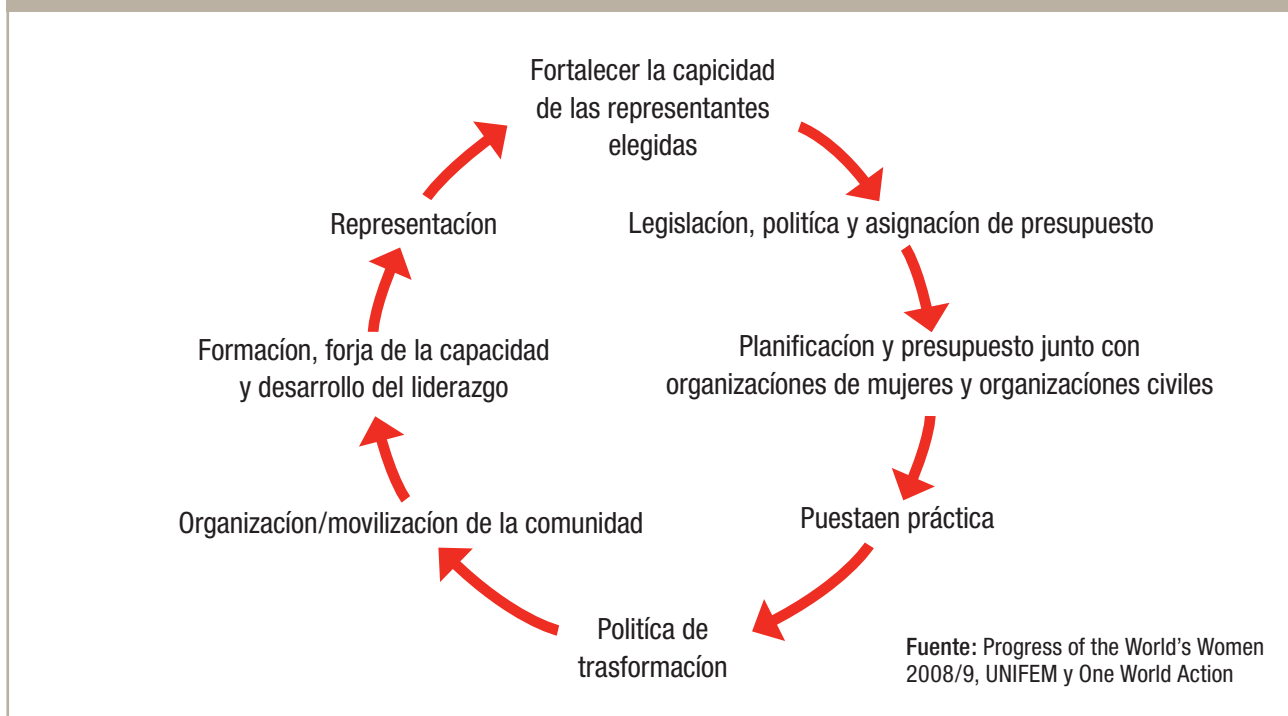 Fortalecer la capicidad
de las representantes
elegidas
Legislacíon, politíca y asignacíon de presupuesto
Planificacíon y presupuesto junto con
organizacíones de mujeres y organizacíones civiles
Puestaen práctica
Politíca de
trasformacíon
Organizacíon/movilizacíon de la comunidad
Formacíon, forja de la capacidad
y desarrollo del liderazgo
Representacíon
Fuente: Progress of the World's Women
2008/9, UNIFEM y One World Action